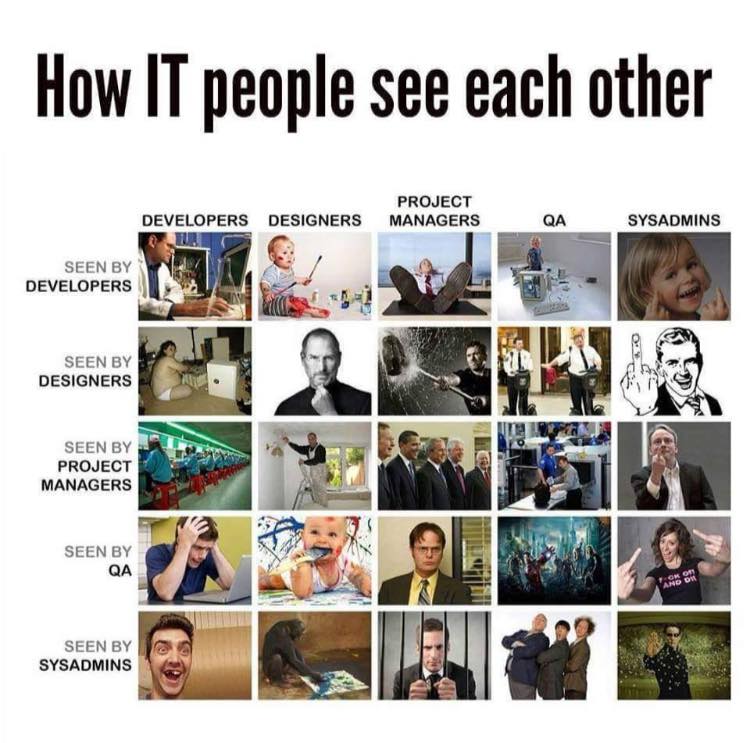 How IT people see each other
PROJECT
DEVELOPERS DESIGNERS MANAGERS QA SYSADMINS
SEEN BY
DEVELOPERS
SEEN BY
DESIGNERS
SEEN BY
PROJECT
MANAGERS
SEEN BY
QA
F*CK OFF
AND DIE
SEEN BY
SYSADMINS